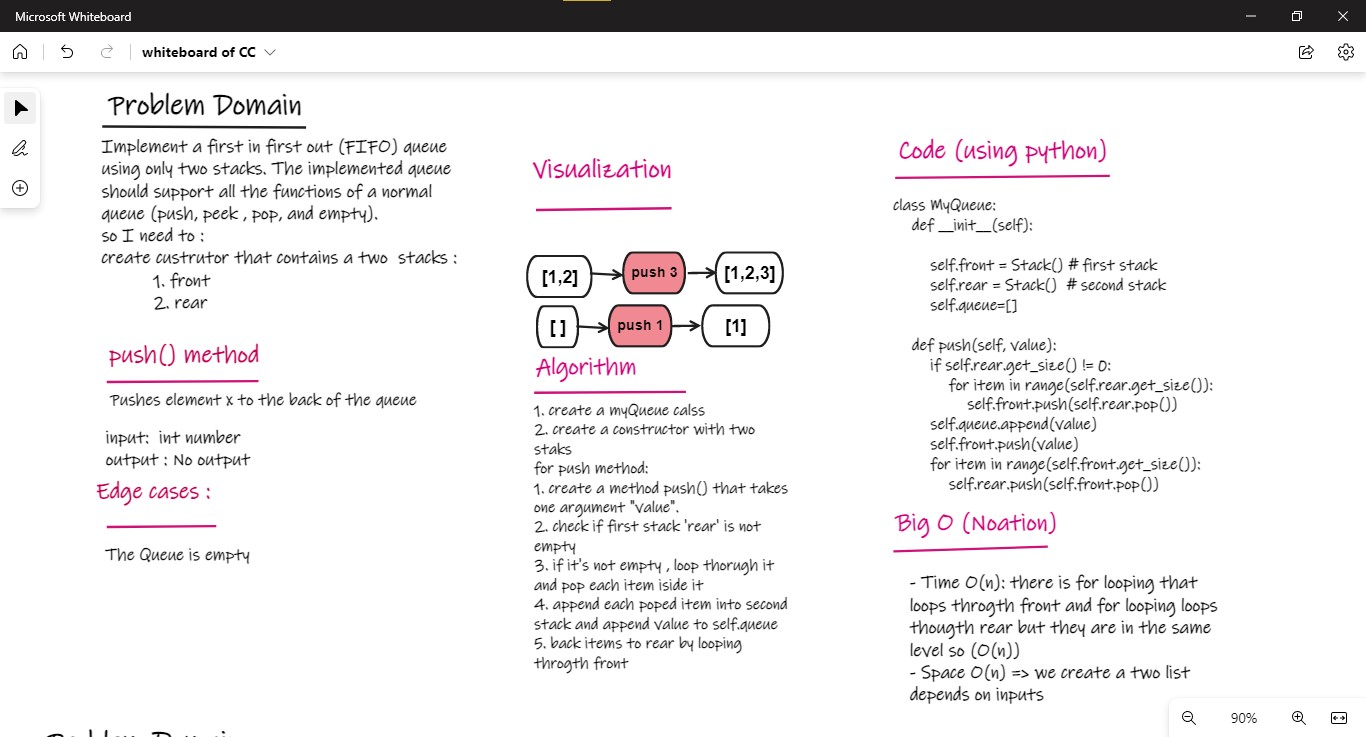 Microsoft Whiteboard
whiteboard of CC
Problem Domain
Implement a first in first out (FIFO) queue
using only two stacks. The implemented queue
should support all the functions of a normal
queue (push, peek , pop, and empty).
so I need to :
create custrutor that contains a two stacks :
1. front
2. rear
push() method
Pushes element x to the back of the queue
input: int number
output : No output
Edge cases :
The Queue is empty
Visualization
[1,2] push 3 [1,2,3]
[ ] push 1 [1]
Algorithm
1. create a myQueue calss
2. create a constructor with two
staks
for push method:
1. create a method push() that takes
one argument "value".
2. check if first stack 'rear' is not
empty
3. if it's not empty , loop thorugh it
and pop each item iside it
4. append each poped item into second
stack and append value to self.queue
5. back items to rear by looping
throgth front
Code (using python)
class MyQueue:
def __init__(self):
self.front = Stack() # first stack
self.rear = Stack() # second stack
self.queue=[]
def push(self, value):
if self.rear.get_size() != 0:
for item in range(self.rear.get_size()):
self.front.push(self.rear.pop())
self.queue.append(value)
self.front.push(value)
for item in range(self.front.get_size()):
self.rear.push(self.front.pop())
Big O (Noation)
- Time O(n): there is for looping that
loops throgth front and for looping loops
thougth rear but they are in the same
level so (O(n))
- Space O(n) => we create a two list
depends on inputs
90%